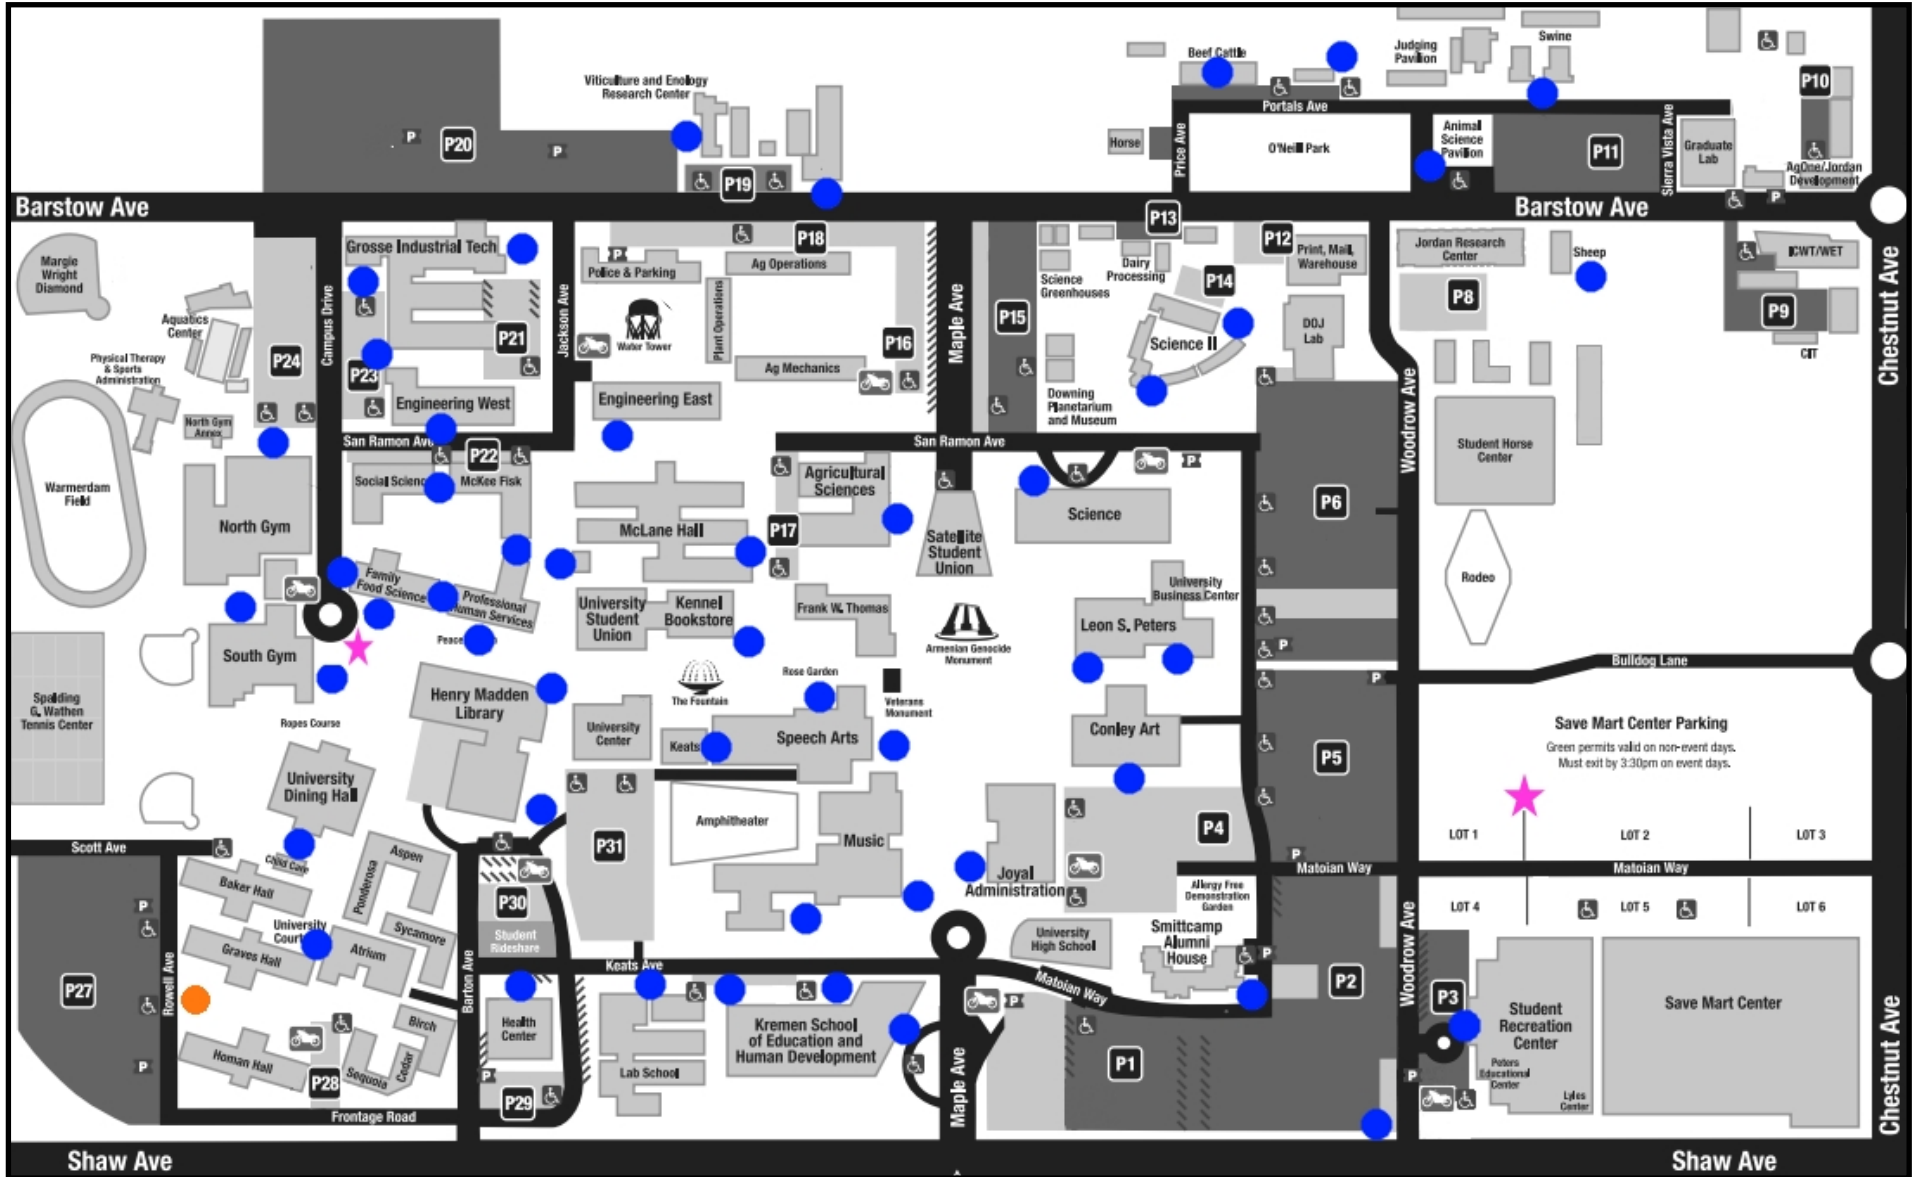 Beef Cattle
Judging
Pavilion
Swine
Viticulture and Enology
Research Center
P10
P20
P
P
Portals Ave
Horse
Price Ave
O'Neill Park
Animal
Science
Pavilion
P11
Sierra Vista Ave
Graduate
Lab
AgOne/Jordan
Development
P
P19
Barstow Ave
Barstow Ave
P13
Margie
Wright
Diamond
Grosse Industrial Tech
P
Police & Parking
P18
Ag Operations
Science
Greenhouses
Dairy
Processing
P12
Print, Mail,
Warehouse
Jordan Research
Center
Sheep
ICWT/WET
Chestnut Ave
Aquatics
Center
Campus Drive
Jackson Ave
Plant Operations
Maple Ave
P15
P14
P8
P9
P21
Water Tower
P16
Science II
DOJ
Lab
CIT
Physical Therapy
& Sports
Administration
P24
P23
Ag Mechanics
Engineering West
Engineering East
Downing
Planetarium
and Museum
Woodrow Ave
North Gym
Annex
San Ramon Ave
San Ramon Ave
P22
Student Horse
Center
Warmerdam
Field
Social Scienc
McKee Fisk
Agricultural
Sciences
P
P6
North Gym
McLane Hall
P17
Science
Satellite
Student
Union
Family
Food Science
Professional
Human Services
University
Student
Union
Kennel
Bookstore
Frank W. Thomas
University
Business Center
Rodeo
Leon S. Peters
Armenian Genocide
Monument
P
South Gym
Peace
Bulldog Lane
Henry Madden
Library
The Fountain
Rose Garden
Veterans
Monument
P
Spalding
G. Wathen
Tennis Center
Ropes Course
University
Center
Keats
Speech Arts
Conley Art
P5
Save Mart Center Parking
Green permits valid on non-event days.
Must exit by 3:30pm on event days.
University
Dining Hall
Amphitheater
Music
P31
P4
LOT 1
LOT 2
LOT 3
Scott Ave
Child Care
Aspen
Ponderosa
P
Matoian Way
Matoian Way
Baker Hall
Joyal
Administration
Allergy Free
Demonstration
Garden
P
P30
LOT 4
LOT 5
LOT 6
University
Court
Sycamore
Student
Rideshare
University
High School
Smittcamp
Alumni
House
P
Graves Hall
Atrium
Barton Ave
Keats Ave
Matoian Way
P2
Woodrow Ave
P27
Rowell Ave
P
P3
Student
Recreation
Center
Save Mart Center
Birch
Health
Center
Kremen School
of Education and
Human Development
Maple Ave
P1
Chestnut Ave
P
Homan Hall
Sequoia
Cedar
P28
P
Lab School
P
Peters
Educational
Center
Lyles
Center
P29
Frontage Road
Shaw Ave
Shaw Ave